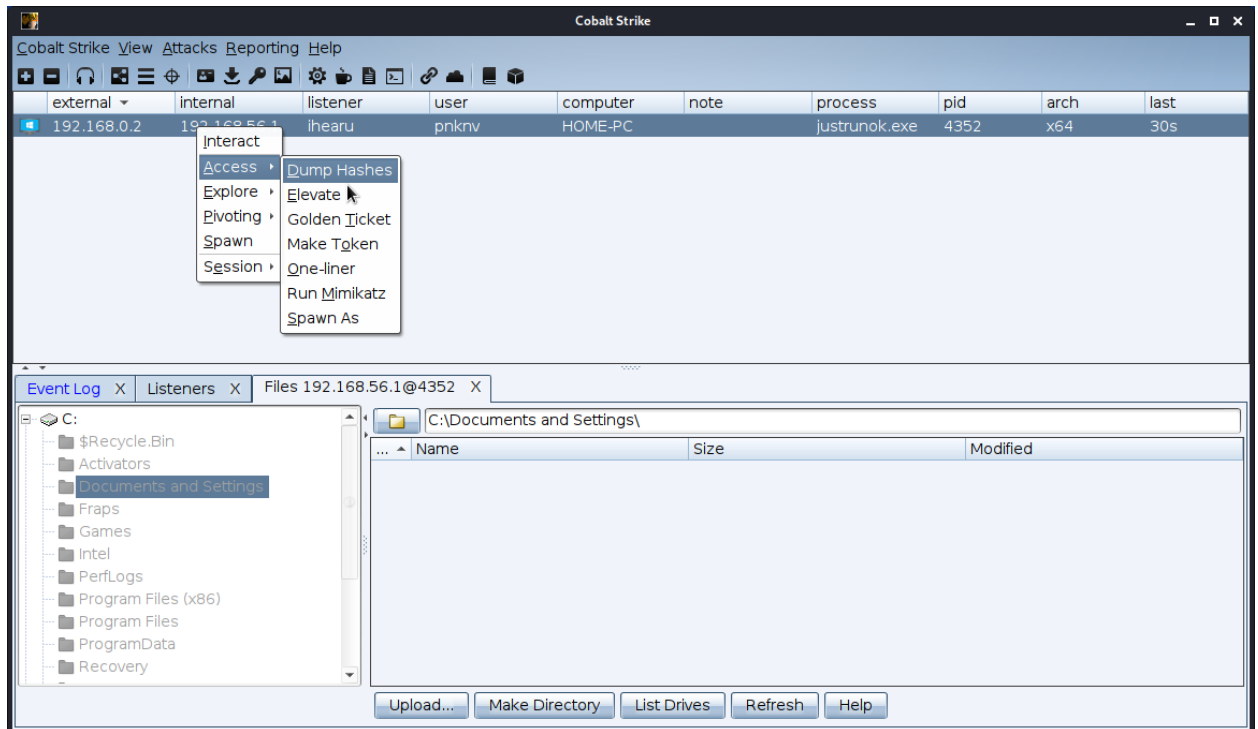 Cobalt Strike
Cobalt Strike View Attacks Reporting Help
external internal listener user computer note process pid arch last
192.168.0.2 192.168.56.1 ihearu pnknv HOME-PC justrunok.exe 4352 x64 30s
Interact
Access
Explore
Pivoting
Spawn
Session
Dump Hashes
Elevate
Golden Ticket
Make Token
One-liner
Run Mimikatz
Spawn As
Event Log X Listeners X Files 192.168.56.1@4352 X
C:
$Recycle.Bin
Activators
Documents and Settings
Fraps
Games
Intel
PerfLogs
Program Files (x86)
Program Files
ProgramData
Recovery
C:\Documents and Settings\
... Name Size Modified
Upload... Make Directory List Drives Refresh Help